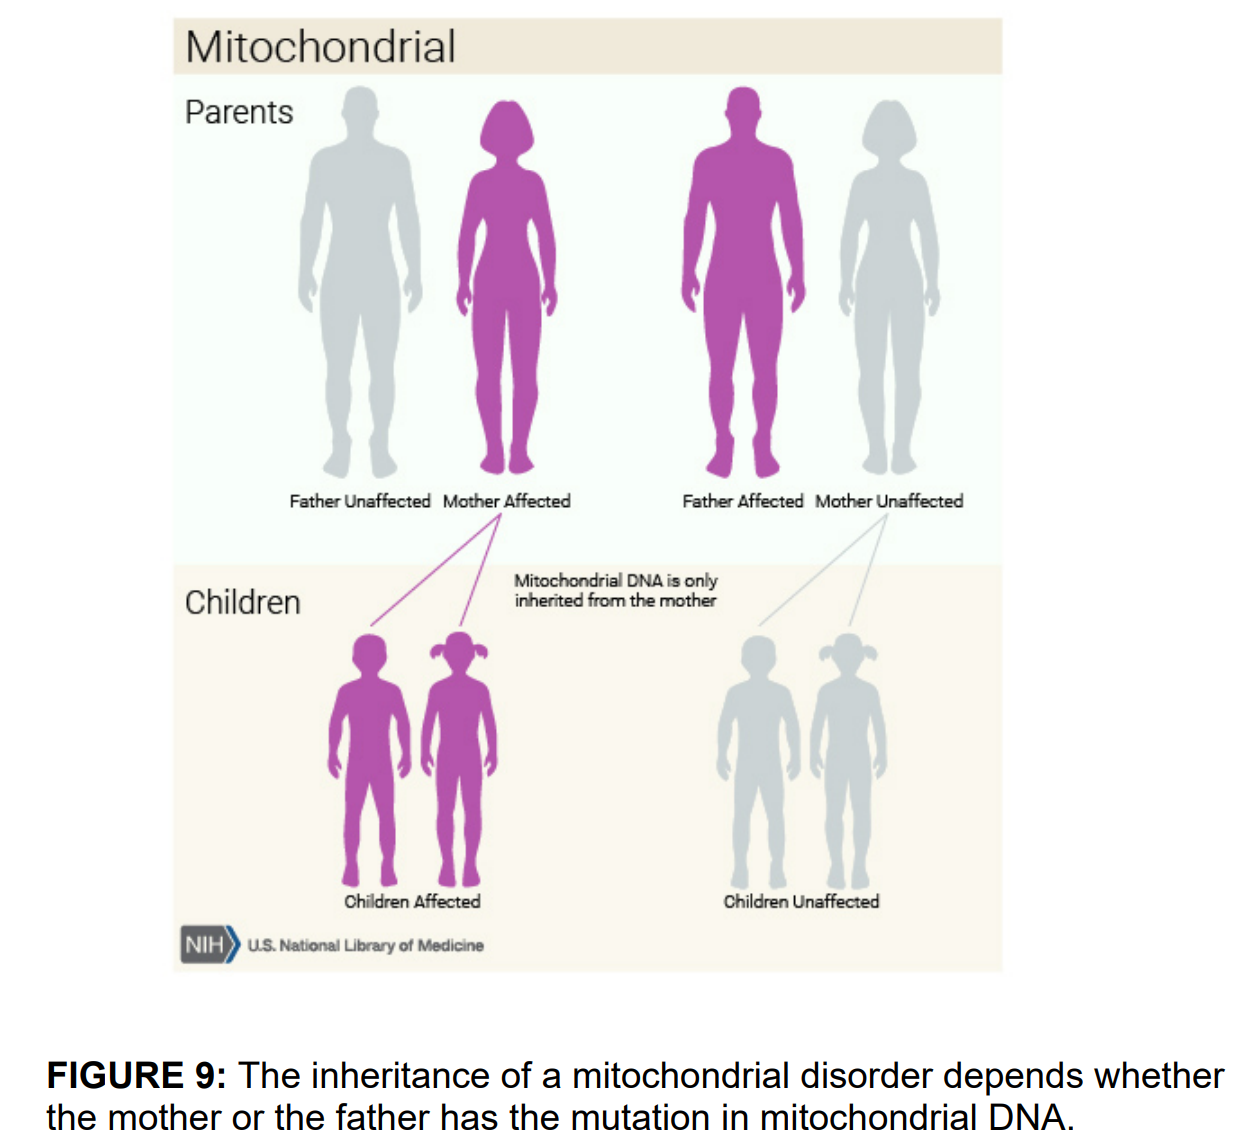 Mitochondrial
Parents
Father Unaffected Mother Affected
Father Affected Mother Unaffected
Mitochondrial DNA is only
inherited from the mother
Children
Children Affected
Children Unaffected
NIH U.S. National Library of Medicine
FIGURE 9: The inheritance of a mitochondrial disorder depends whether
the mother or the father has the mutation in mitochondrial DNA.